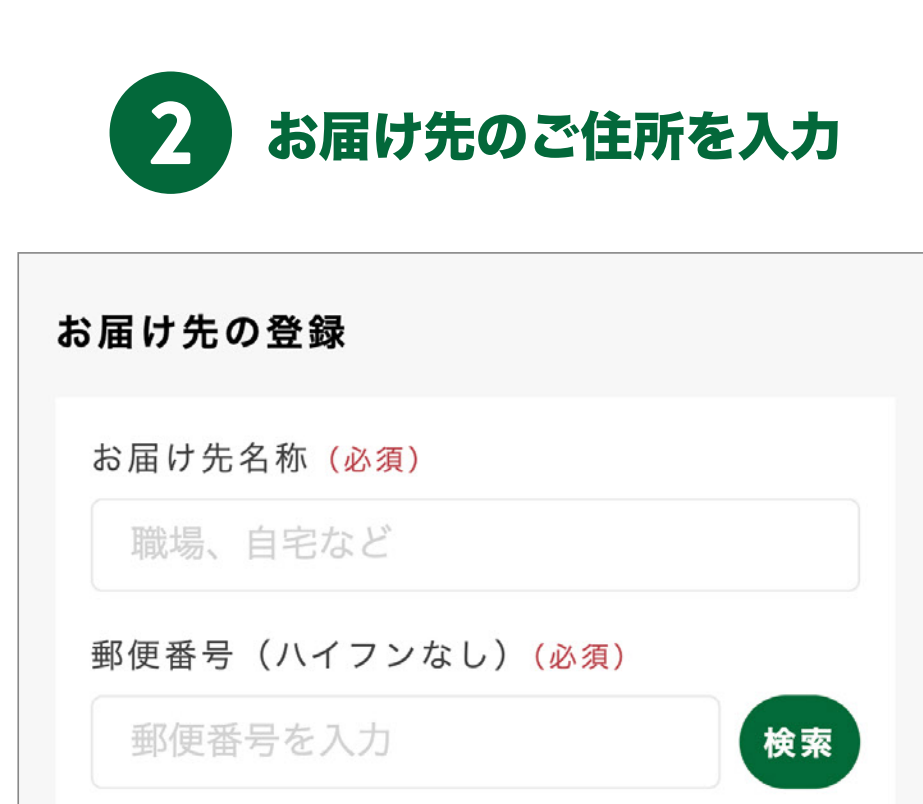 2 お届け先のご住所を入力
お届け先の登録
お届け先名称（必須）
職場、自宅など
郵便番号（ハイフンなし）（必須）
郵便番号を入力 検索